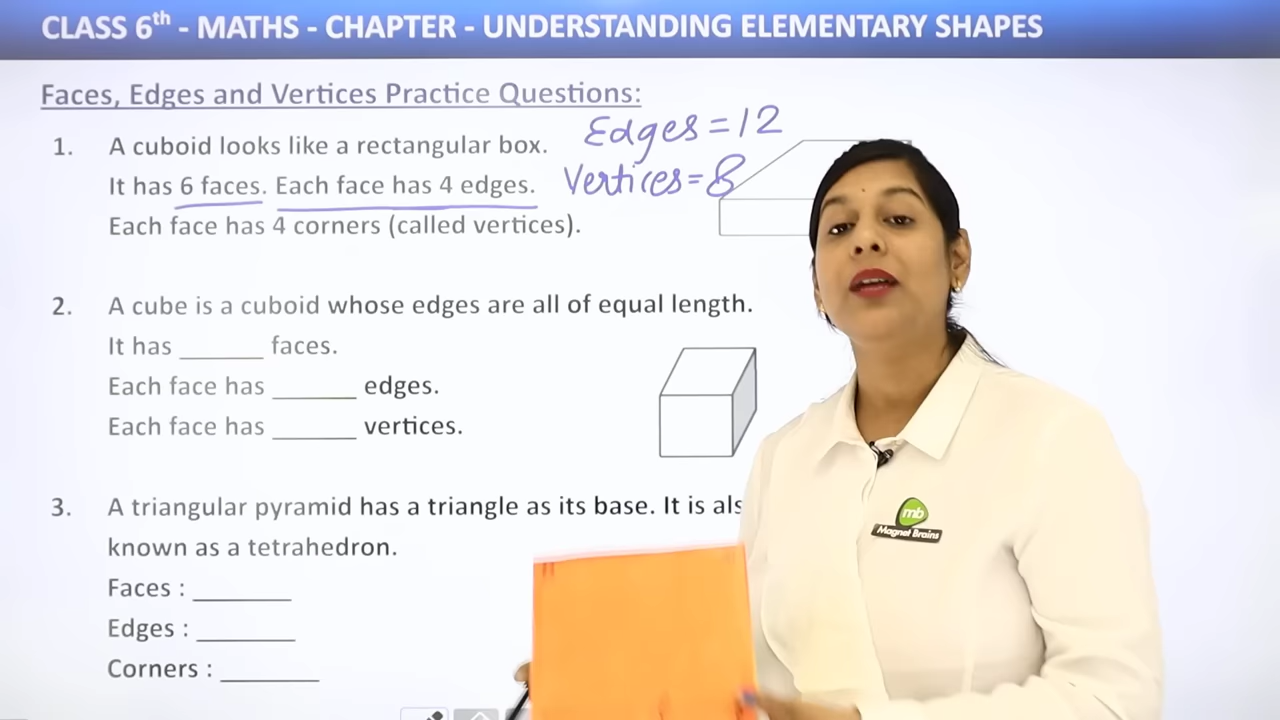 CLASS 6th - MATHS - CHAPTER - UNDERSTANDING ELEMENTARY SHAPES
Faces, Edges and Vertices Practice Questions:
1. A cuboid looks like a rectangular box.
It has 6 faces. Each face has 4 edges.
Each face has 4 corners (called vertices).
Edges = 12
Vertices = 8
2. A cube is a cuboid whose edges are all of equal length.
It has _______ faces.
Each face has _______ edges.
Each face has _______ vertices.
3. A triangular pyramid has a triangle as its base. It is als
known as a tetrahedron.
Faces : ________
Edges : ________
Corners : ________
mb
Magnet Brains